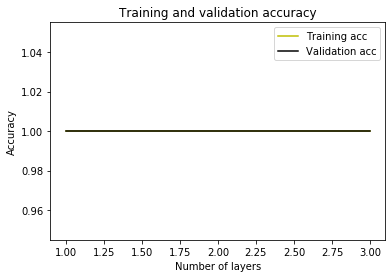 Training and validation accuracy
Training acc
Validation acc
Accuracy
1.04
1.02
1.00
0.98
0.96
1.00 1.25 1.50 1.75 2.00 2.25 2.50 2.75 3.00
Number of layers